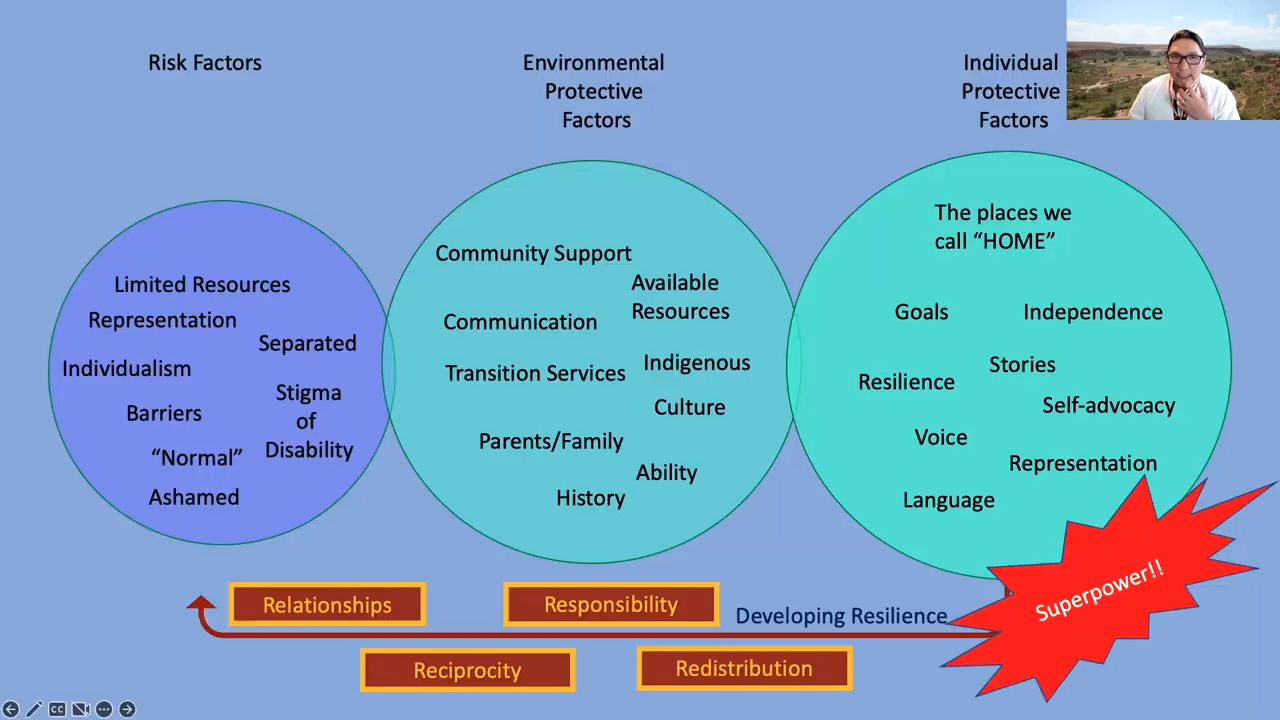 Risk Factors
Environmental
Protective
Factors
Individual
Protective
Factors
Limited Resources
Representation
Separated
Individualism
Stigma
of
Disability
Barriers
“Normal”
Ashamed
Community Support
Available
Resources
Communication
Indigenous
Transition Services
Culture
Parents/Family
Ability
History
The places we
call “HOME”
Goals
Independence
Stories
Resilience
Self-advocacy
Voice
Representation
Language
Superpower!!
Relationships
Responsibility
Developing Resilience
Reciprocity
Redistribution
CC